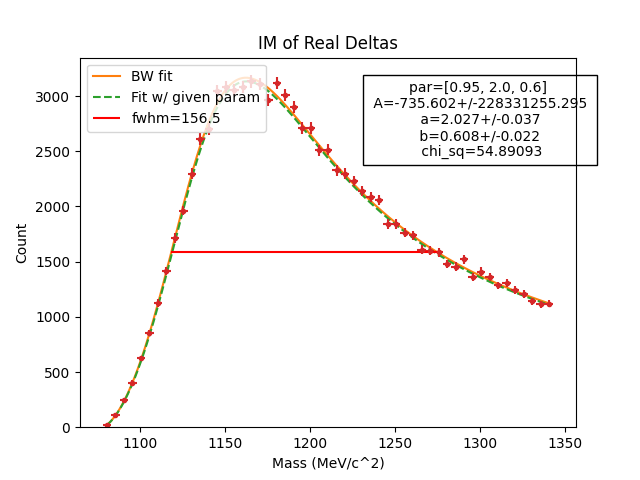 IM of Real Deltas
BW fit
Fit w/ given param
fwhm=156.5
par=[0.95, 2.0, 0.6]
A=-735.602+/-228331255.295
a=2.027+/-0.037
b=0.608+/-0.022
chi_sq=54.89093
Count
3000
2500
2000
1500
1000
500
0
1100
1150
1200
1250
1300
1350
Mass (MeV/c^2)